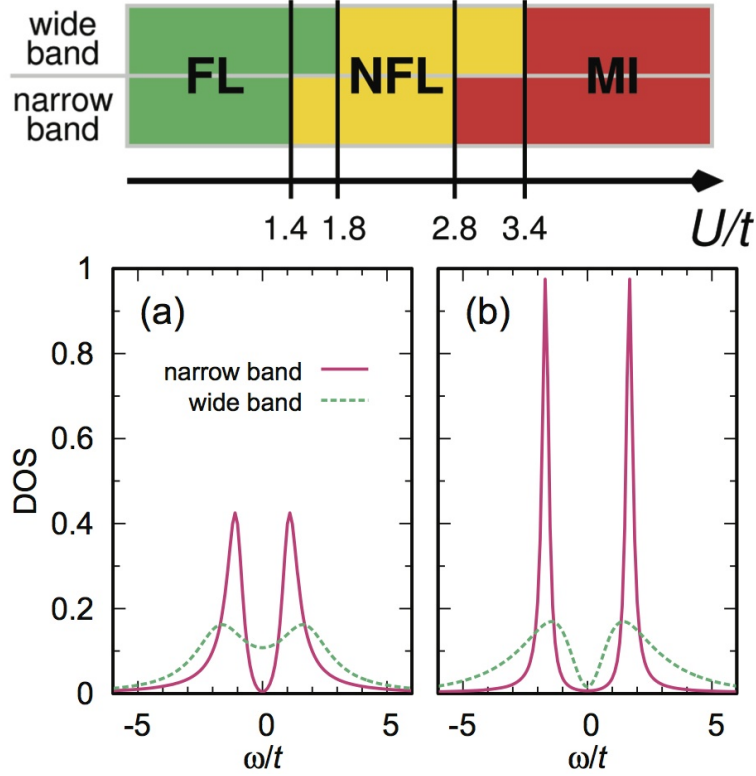 wide
band
FL NFL MI
narrow
band
1.4 1.8 2.8 3.4 U/t
1
(a) (b)
0.8
narrow band
wide band
0.6
DOS
0.4
0.2
0
-5 0 5 -5 0 5
ω/t ω/t